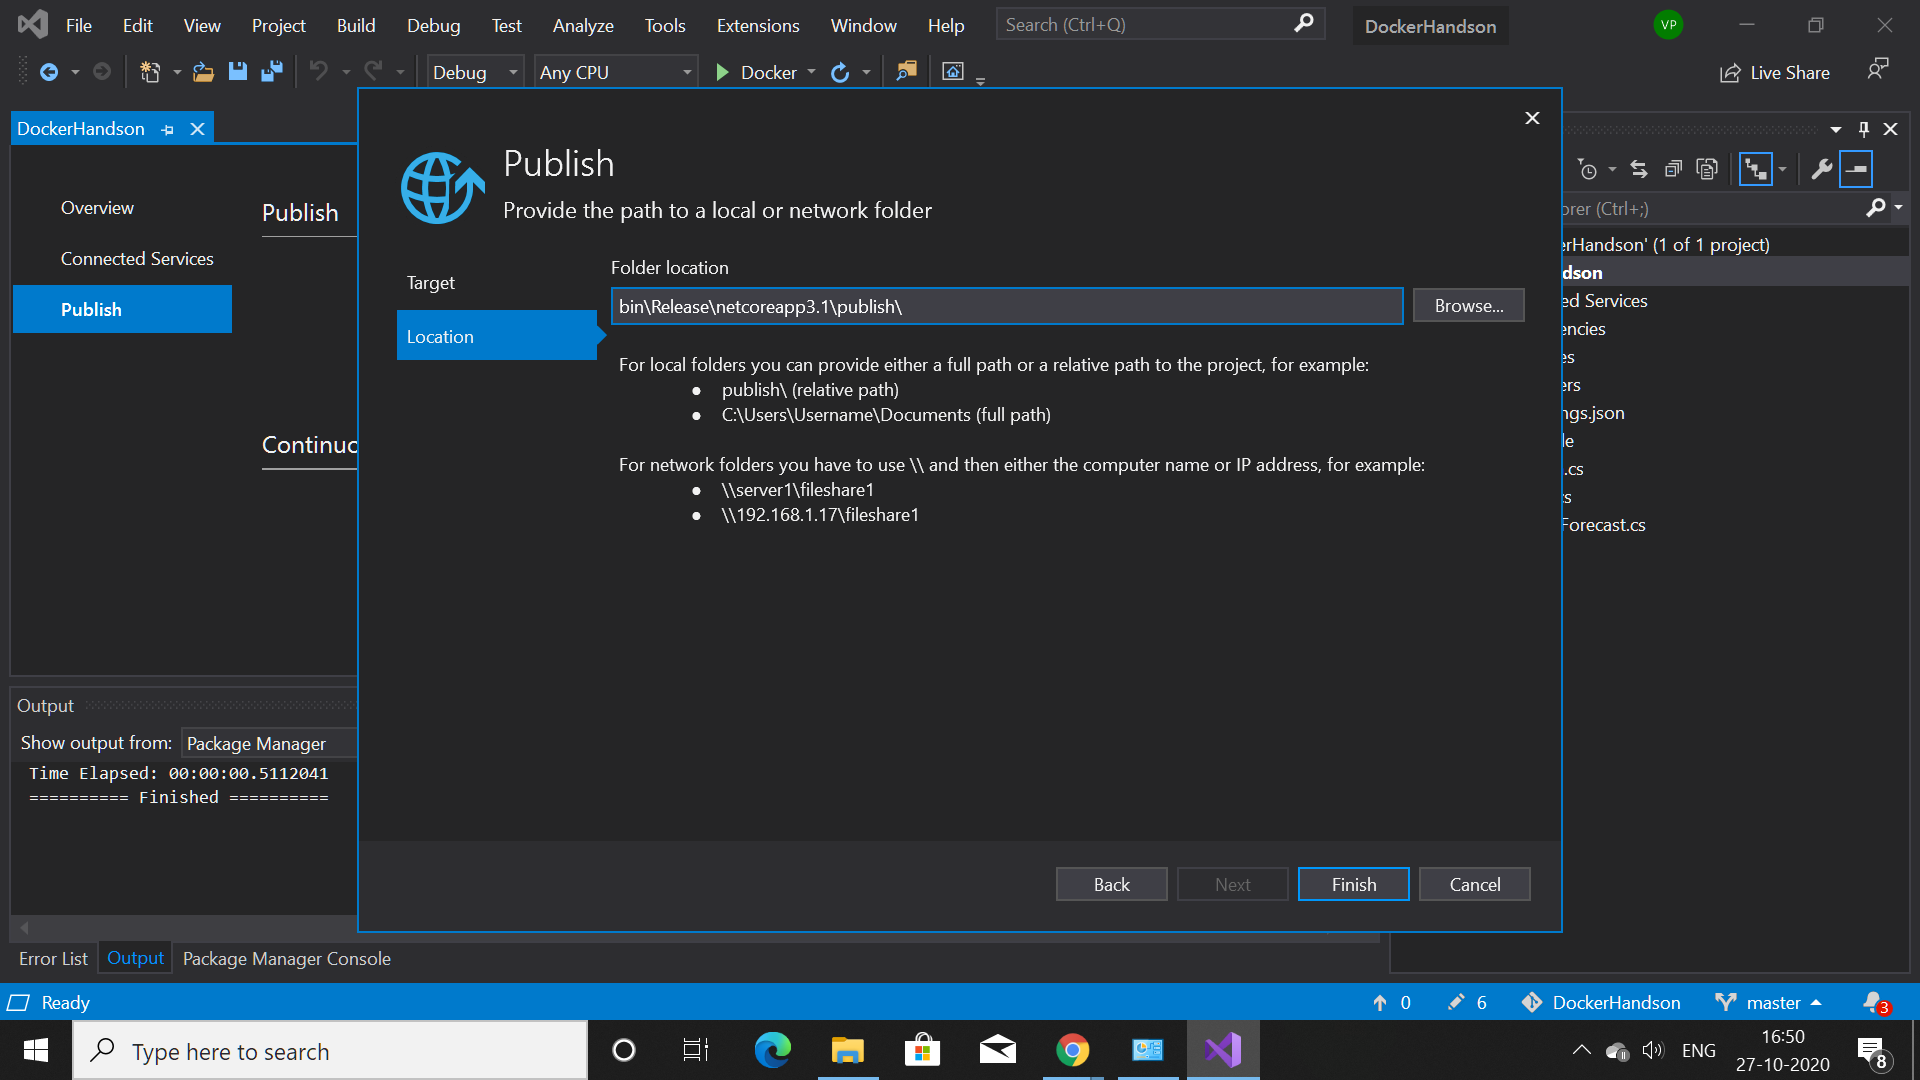 File Edit View Project Build Debug Test Analyze Tools Extensions Window Help Search (Ctrl+Q) DockerHandson VP
Debug Any CPU Docker Live Share
DockerHandson
Overview
Connected Services
Publish
Publish
Continuo
Publish
Provide the path to a local or network folder
Target
Location
Folder location
bin\Release\netcoreapp3.1\publish\
Browse...
For local folders you can provide either a full path or a relative path to the project, for example:
● publish\ (relative path)
● C:\Users\Username\Documents (full path)
For network folders you have to use \\ and then either the computer name or IP address, for example:
● \\server1\fileshare1
● \\192.168.1.17\fileshare1
Back Next Finish Cancel
orer (Ctrl+;)
erHandson' (1 of 1 project)
dson
ed Services
encies
es
ers
ngs.json
le
.cs
s
Forecast.cs
Output
Show output from: Package Manager
Time Elapsed: 00:00:00.5112041
========== Finished ==========
Error List Output Package Manager Console
Ready 0 6 DockerHandson master 3
Type here to search
ENG
16:50
27-10-2020
8